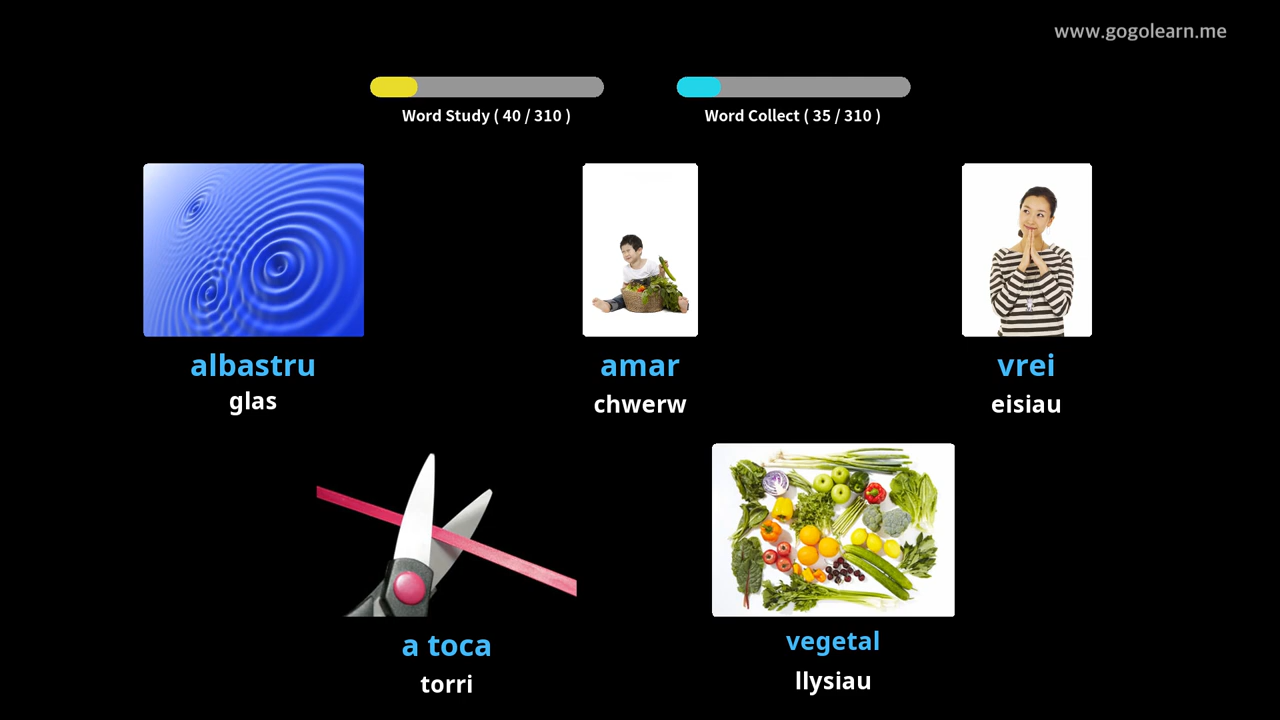 www.gogolearn.me
Word Study ( 40 / 310 )
Word Collect ( 35 / 310 )
albastru
glas
amar
chwerw
vrei
eisiau
a toca
torri
vegetal
llysiau